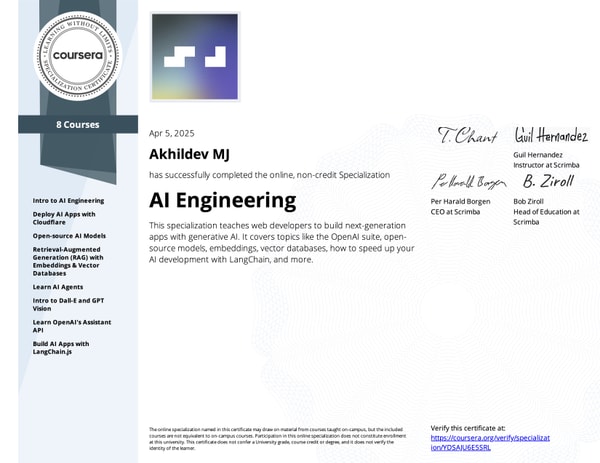 LEARNING WITHOUT LIMITS
coursera
SPECIALIZATION CERTIFICATE
8 Courses
Intro to AI Engineering
Deploy AI Apps with
Cloudflare
Open-source AI Models
Retrieval-Augmented
Generation (RAG) with
Embeddings & Vector
Databases
Learn AI Agents
Intro to Dall-E and GPT
Vision
Learn OpenAI's Assistant
API
Build AI Apps with
LangChain.js
Apr 5, 2025
Akhildev MJ
has successfully completed the online, non-credit Specialization
AI Engineering
This specialization teaches web developers to build next-generation
apps with generative AI. It covers topics like the OpenAI suite, open-
source models, embeddings, vector databases, how to speed up your
AI development with LangChain, and more.
T. Chant
Guil Hernandez
Guil Hernandez
Instructor at Scrimba
Per Harald Borgen
B. Ziroll
Per Harald Borgen
CEO at Scrimba
Bob Ziroll
Head of Education at
Scrimba
The online specialization named in this certificate may draw on material from courses taught on-campus, but the included
courses are not equivalent to on-campus courses. Participation in this online specialization does not constitute enrollment
at this university. This certificate does not confer a University grade, course credit or degree, and it does not verify the
identity of the learner.
Verify this certificate at:
https://coursera.org/verify/specializat
ion/YDSAJU6ESSRL